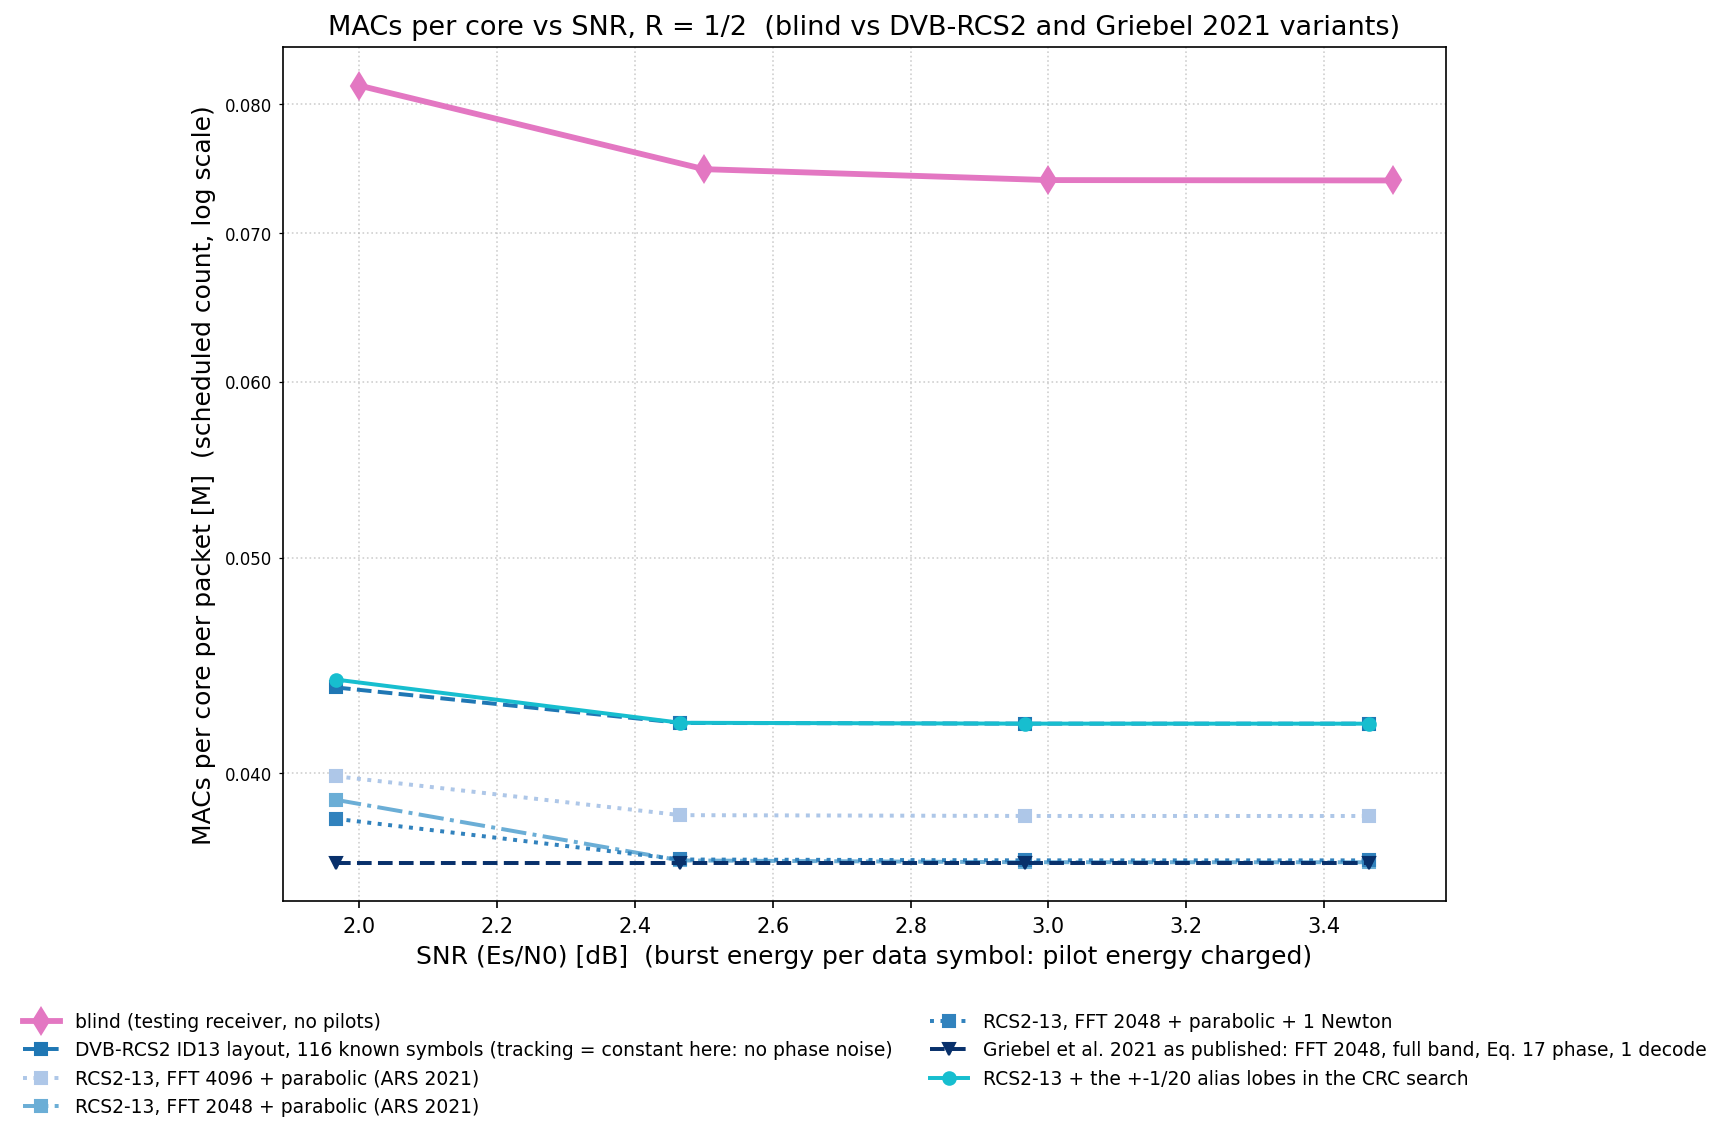 MACs per core vs SNR, R = 1/2  (blind vs DVB-RCS2 and Griebel 2021 variants)
MACs per core per packet [M]  (scheduled count, log scale)
0.080
0.070
0.060
0.050
0.040
2.0
2.2
2.4
2.6
2.8
3.0
3.2
3.4
SNR (Es/N0) [dB]  (burst energy per data symbol: pilot energy charged)
blind (testing receiver, no pilots)
DVB-RCS2 ID13 layout, 116 known symbols (tracking = constant here: no phase noise)
RCS2-13, FFT 4096 + parabolic (ARS 2021)
RCS2-13, FFT 2048 + parabolic (ARS 2021)
RCS2-13, FFT 2048 + parabolic + 1 Newton
Griebel et al. 2021 as published: FFT 2048, full band, Eq. 17 phase, 1 decode
RCS2-13 + the +-1/20 alias lobes in the CRC search